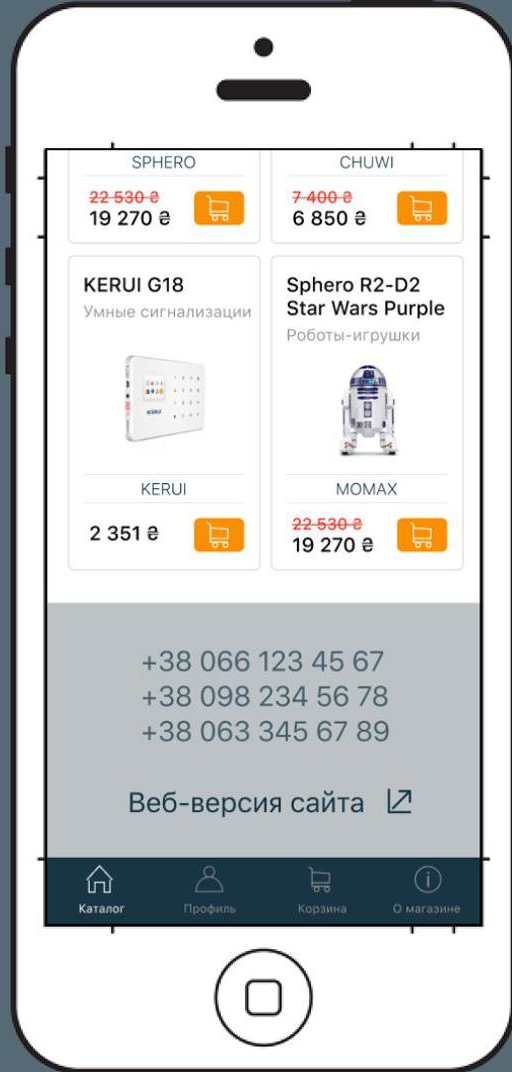 SPHERO
CHUWI
22 530 ₴
19 270 ₴
7 400 ₴
6 850 ₴
KERUI G18
Умные сигнализации
KERUI
KERUI
2 351 ₴
Sphero R2-D2
Star Wars Purple
Роботы-игрушки
MOMAX
22 530 ₴
19 270 ₴
+38 066 123 45 67
+38 098 234 56 78
+38 063 345 67 89
Веб-версия сайта
Каталог
Профиль
Корзина
О магазине